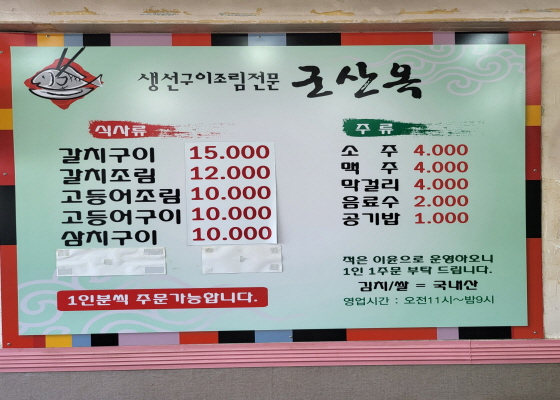 생선구이조림전문 군산옥
식사류
갈치구이 15.000
갈치조림 12.000
고등어조림 10.000
고등어구이 10.000
삼치구이 10.000
1인분씩 주문가능합니다.
주류
소주 4.000
맥주 4.000
막걸리 4.000
음료수 2.000
공기밥 1.000
적은 이윤으로 운영하오니
1인 1주문 부탁 드립니다.
김치/쌀 = 국내산
영업시간 : 오전11시~밤9시